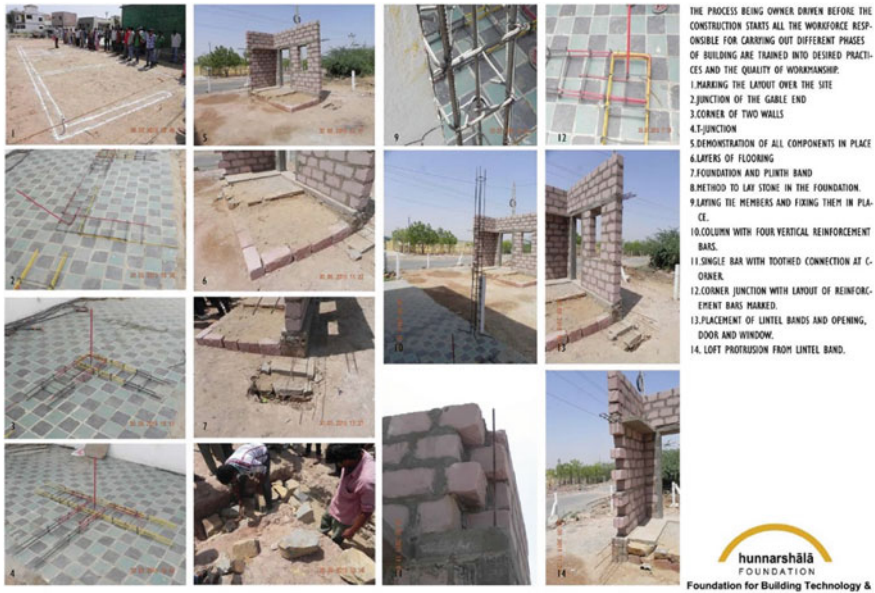 THE PROCESS BEING OWNER DRIVEN BEFORE THE
CONSTRUCTION STARTS ALL THE WORKFORCE RESP-
ONSIBLE FOR CARRYING OUT DIFFERENT PHASES
OF BUILDING ARE TRAINED INTO DESIRED PRACTI-
CES AND THE QUALITY OF WORKMANSHIP.
1.MARKING THE LAYOUT OVER THE SITE
2.JUNCTION OF THE GABLE END
3.CORNER OF TWO WALLS
4.T-JUNCTION
5.DEMONSTRATION OF ALL COMPONENTS IN PLACE
6.LAYERS OF FLOORING
7.FOUNDATION AND PLINTH BAND
8.METHOD TO LAY STONE IN THE FOUNDATION.
9.LAYING TIE MEMBERS AND FIXING THEM IN PLA-
CE.
10.COLUMN WITH FOUR VERTICAL REINFORCEMENT
BARS.
11.SINGLE BAR WITH TOOTHED CONNECTION AT C-
ORNER.
12.CORNER JUNCTION WITH LAYOUT OF REINFORC-
EMENT BARS MARKED.
13.PLACEMENT OF LINTEL BANDS AND OPENING,
DOOR AND WINDOW.
14. LOFT PROTRUSION FROM LINTEL BAND.
1
5
9
12
2
6
10
13
3
7
4
14
hunnarshālā
FOUNDATION
Foundation for Building Technology &